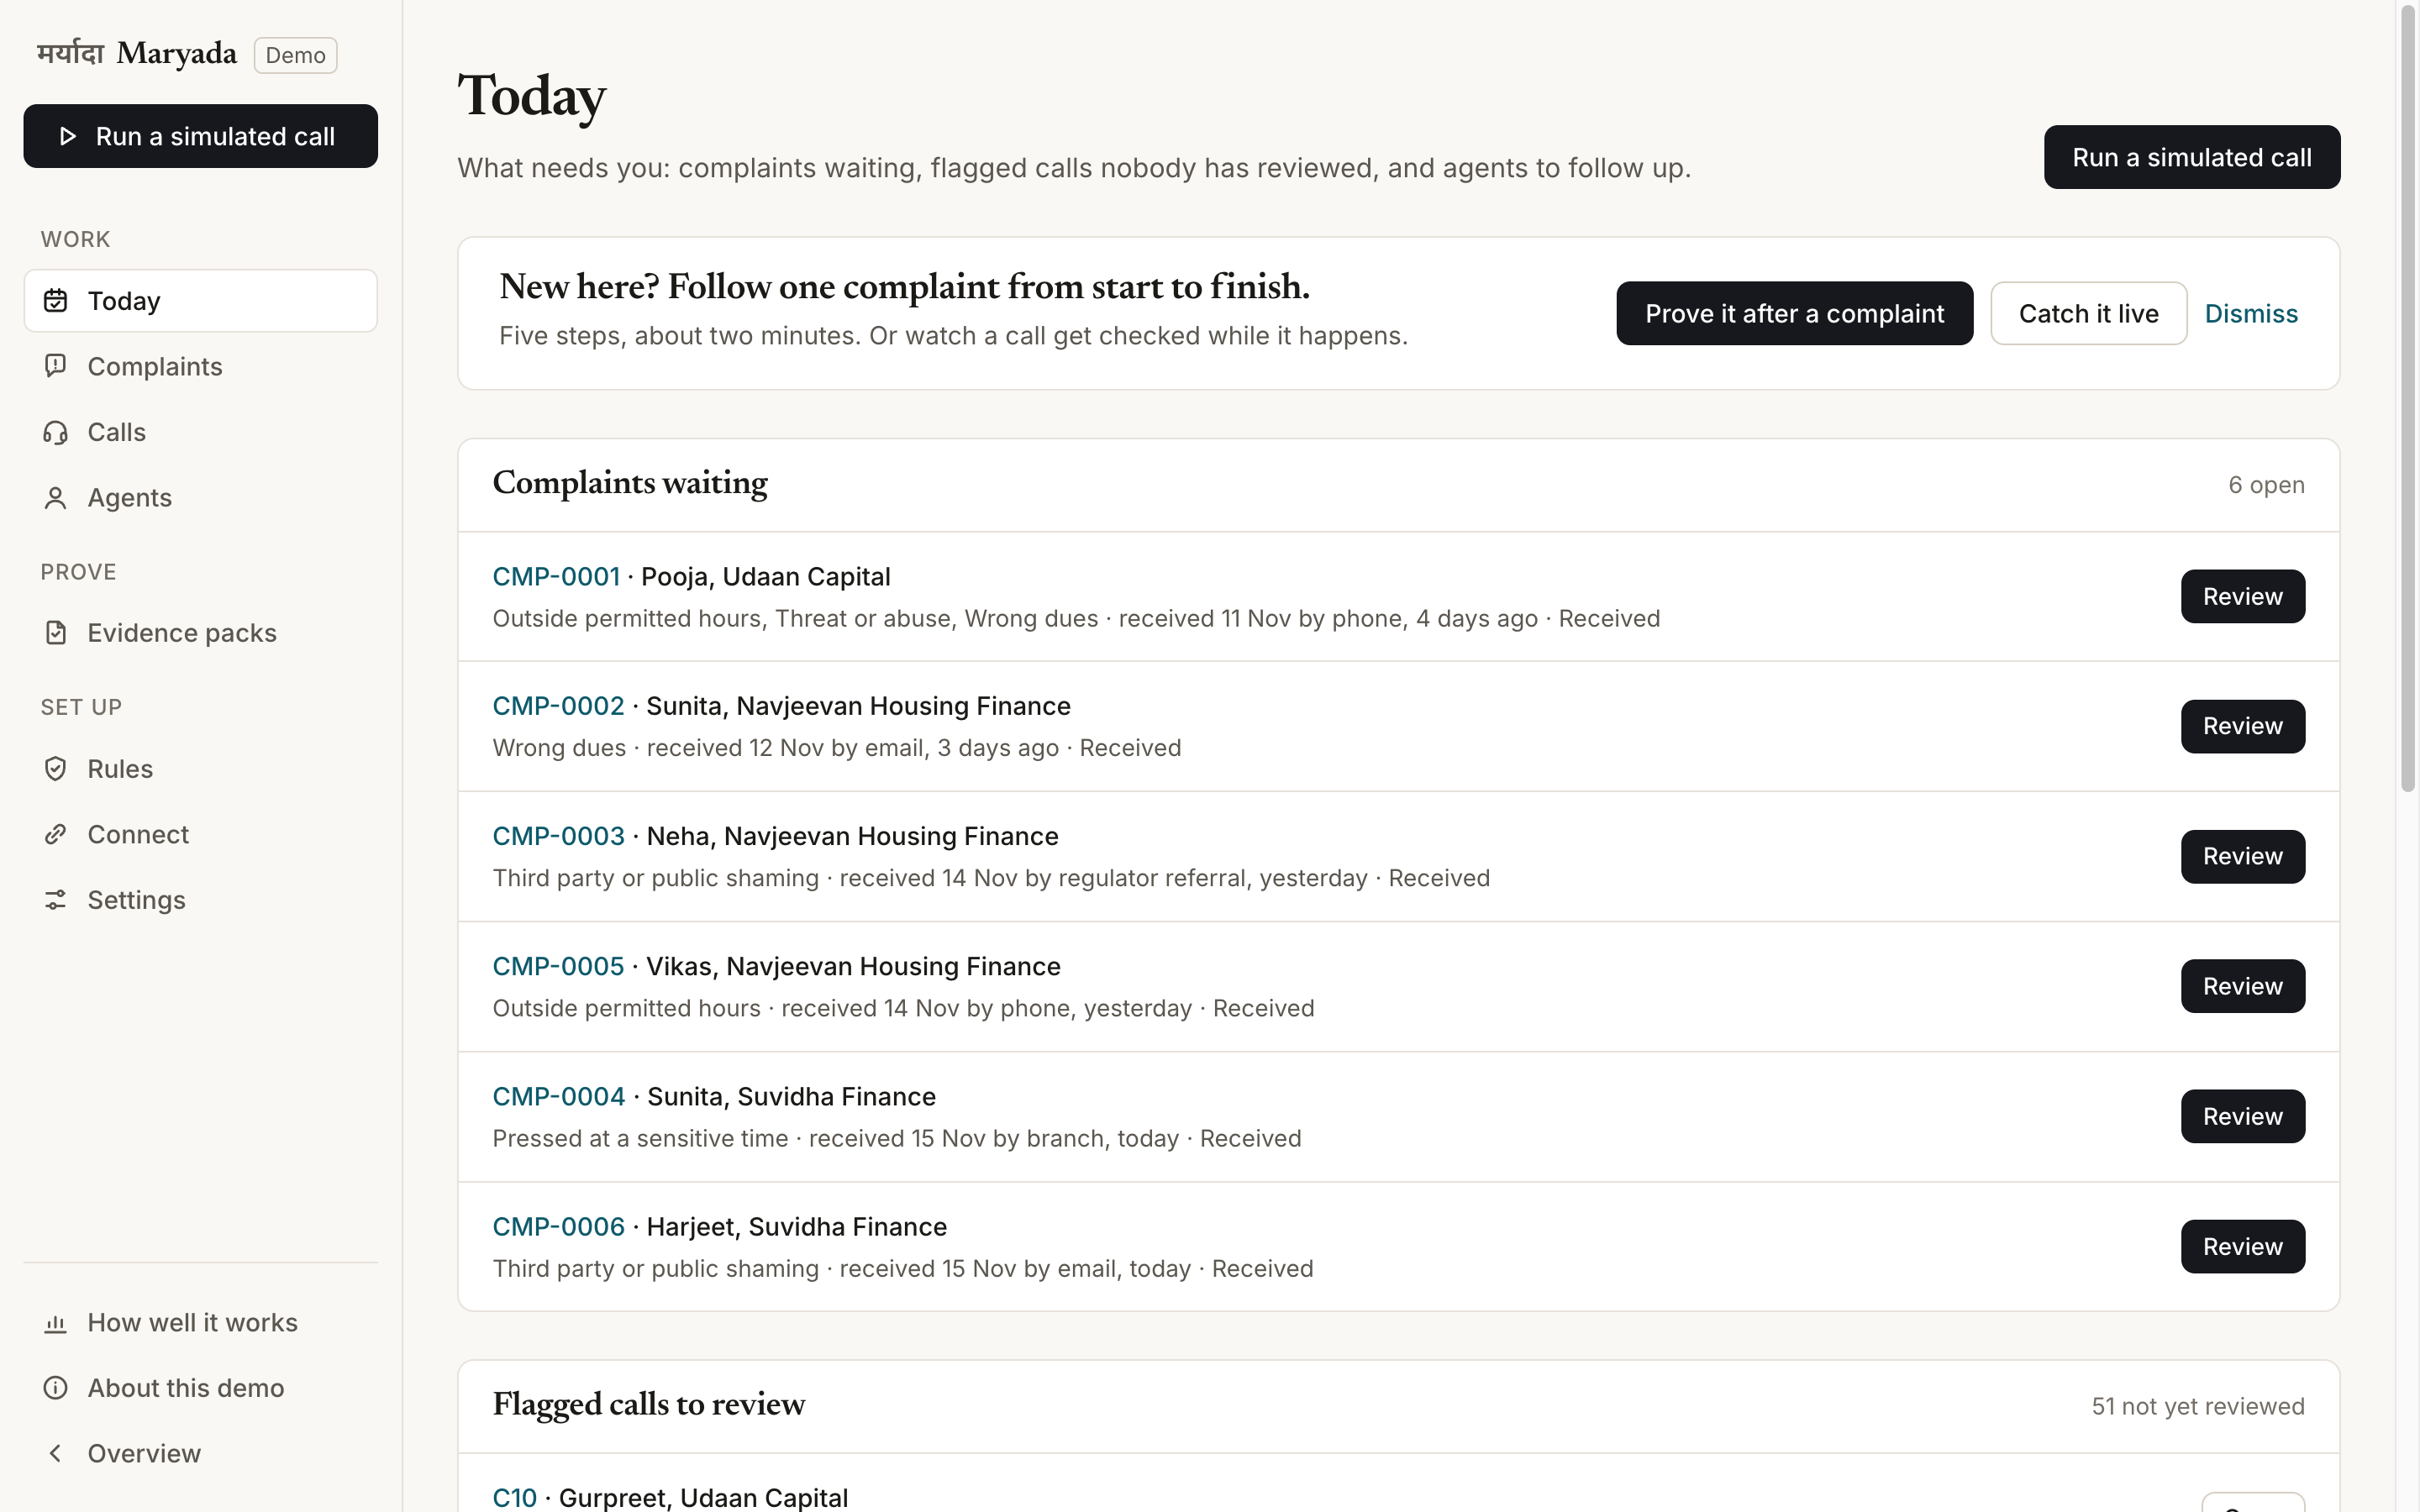 मर्यादा Maryada Demo
Run a simulated call
WORK
Today
Complaints
Calls
Agents
PROVE
Evidence packs
SET UP
Rules
Connect
Settings
How well it works
About this demo
Overview
Today
What needs you: complaints waiting, flagged calls nobody has reviewed, and agents to follow up.
Run a simulated call
New here? Follow one complaint from start to finish.
Five steps, about two minutes. Or watch a call get checked while it happens.
Prove it after a complaint
Catch it live
Dismiss
Complaints waiting
6 open
CMP-0001 · Pooja, Udaan Capital
Outside permitted hours, Threat or abuse, Wrong dues · received 11 Nov by phone, 4 days ago · Received
Review
CMP-0002 · Sunita, Navjeevan Housing Finance
Wrong dues · received 12 Nov by email, 3 days ago · Received
Review
CMP-0003 · Neha, Navjeevan Housing Finance
Third party or public shaming · received 14 Nov by regulator referral, yesterday · Received
Review
CMP-0005 · Vikas, Navjeevan Housing Finance
Outside permitted hours · received 14 Nov by phone, yesterday · Received
Review
CMP-0004 · Sunita, Suvidha Finance
Pressed at a sensitive time · received 15 Nov by branch, today · Received
Review
CMP-0006 · Harjeet, Suvidha Finance
Third party or public shaming · received 15 Nov by email, today · Received
Review
Flagged calls to review
51 not yet reviewed
C10 · Gurpreet, Udaan Capital